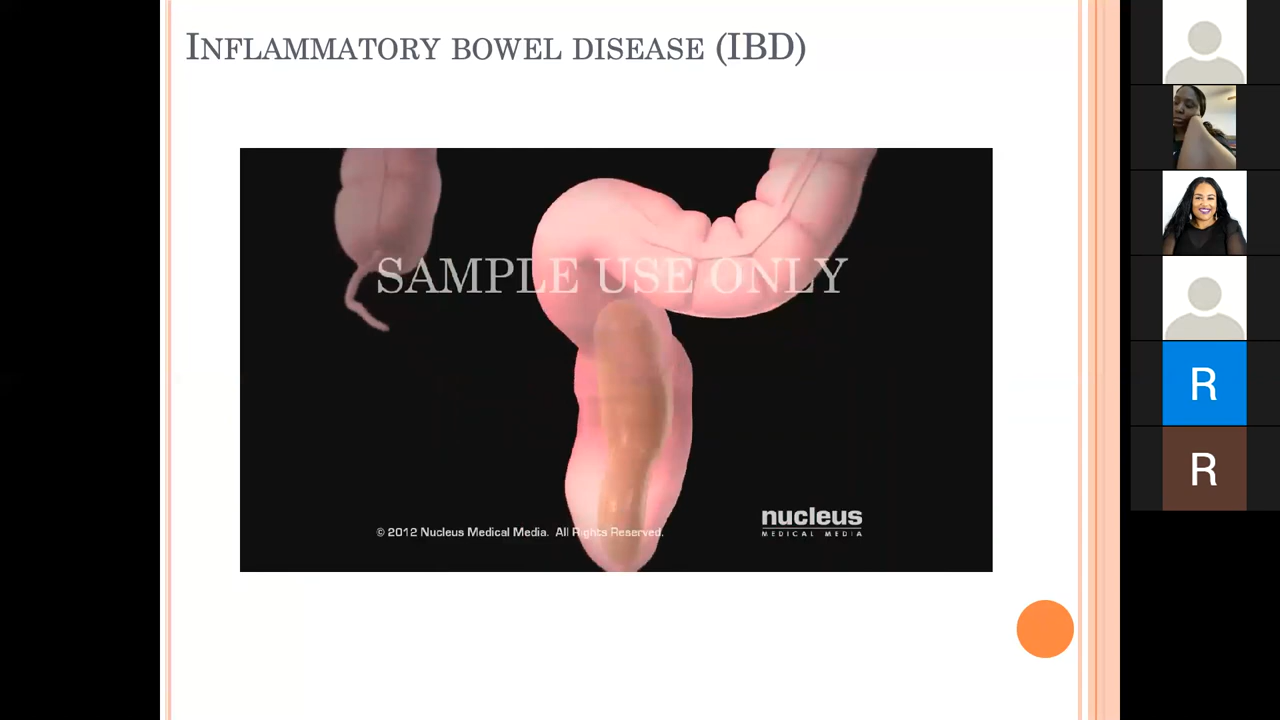 INFLAMMATORY BOWEL DISEASE (IBD)
SAMPLE USE ONLY
© 2012 Nucleus Medical Media. All Rights Reserved.
nucleus
MEDICAL MEDIA
R
R